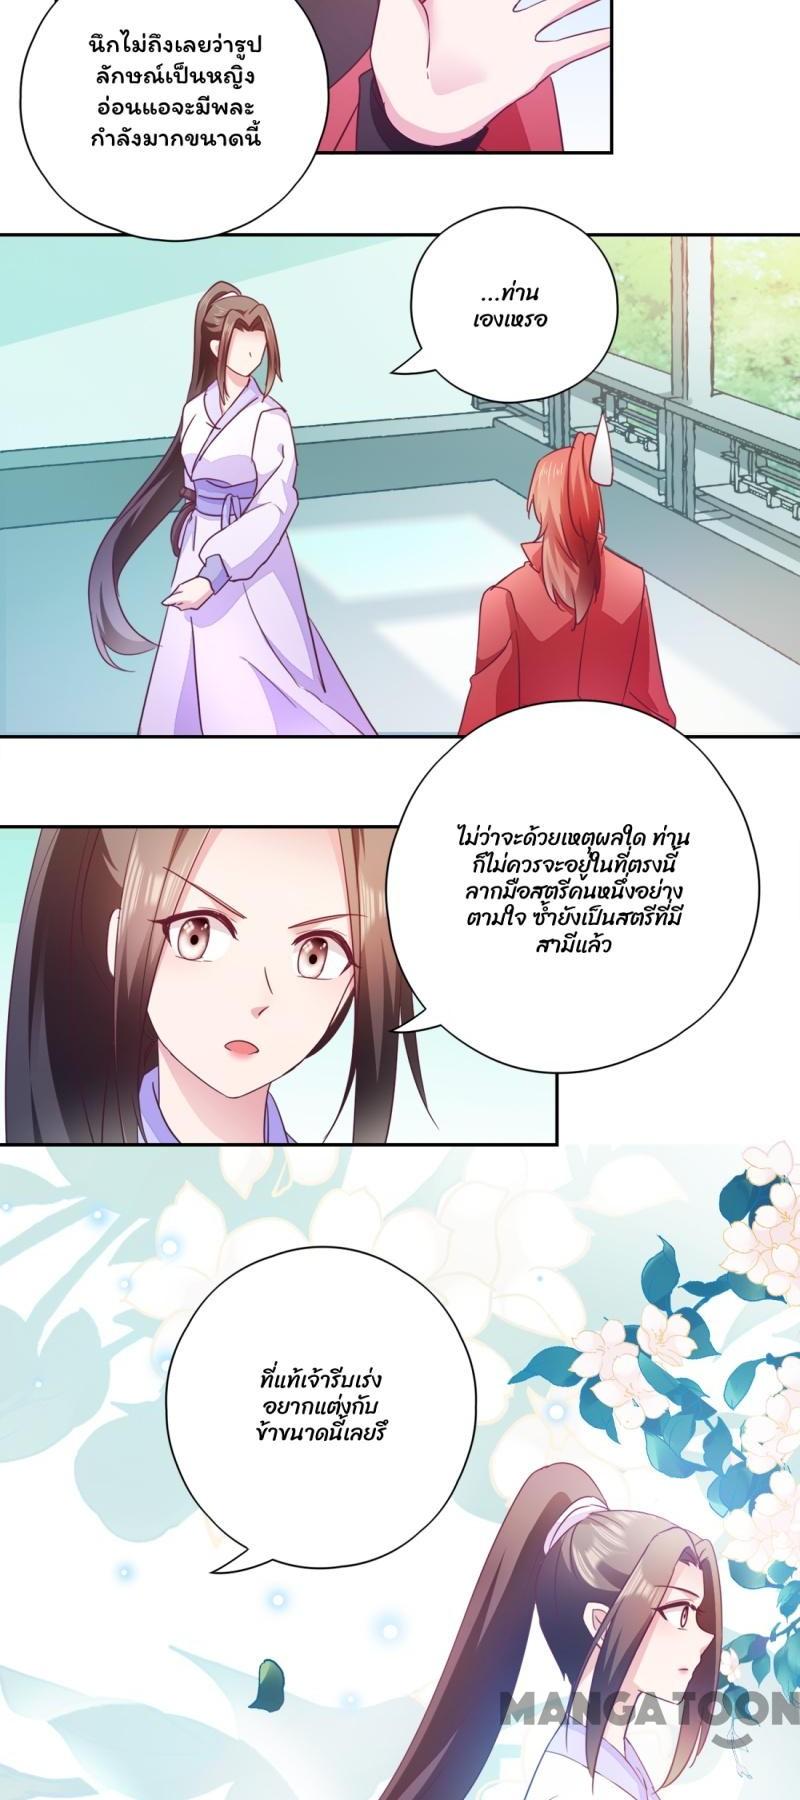 นึกไม่ถึงเลยว่ารูป
ลักษณ์เป็นหญิง
อ่อนแอจะมีพละ
กำลังมากขนาดนี้
...ท่าน
เองเหรอ
ไม่ว่าจะด้วยเหตุผลใด ท่าน
ก็ไม่ควรจะอยู่ในที่ตรงนี้
ลากมือสตรีคนหนึ่งอย่าง
ตามใจ ซ้ำยังเป็นสตรีที่มี
สามีแล้ว
ที่แท้เจ้ารีบเร่ง
อยากแต่งกับ
ข้าขนาดนี้เลยรึ
MANGATOON